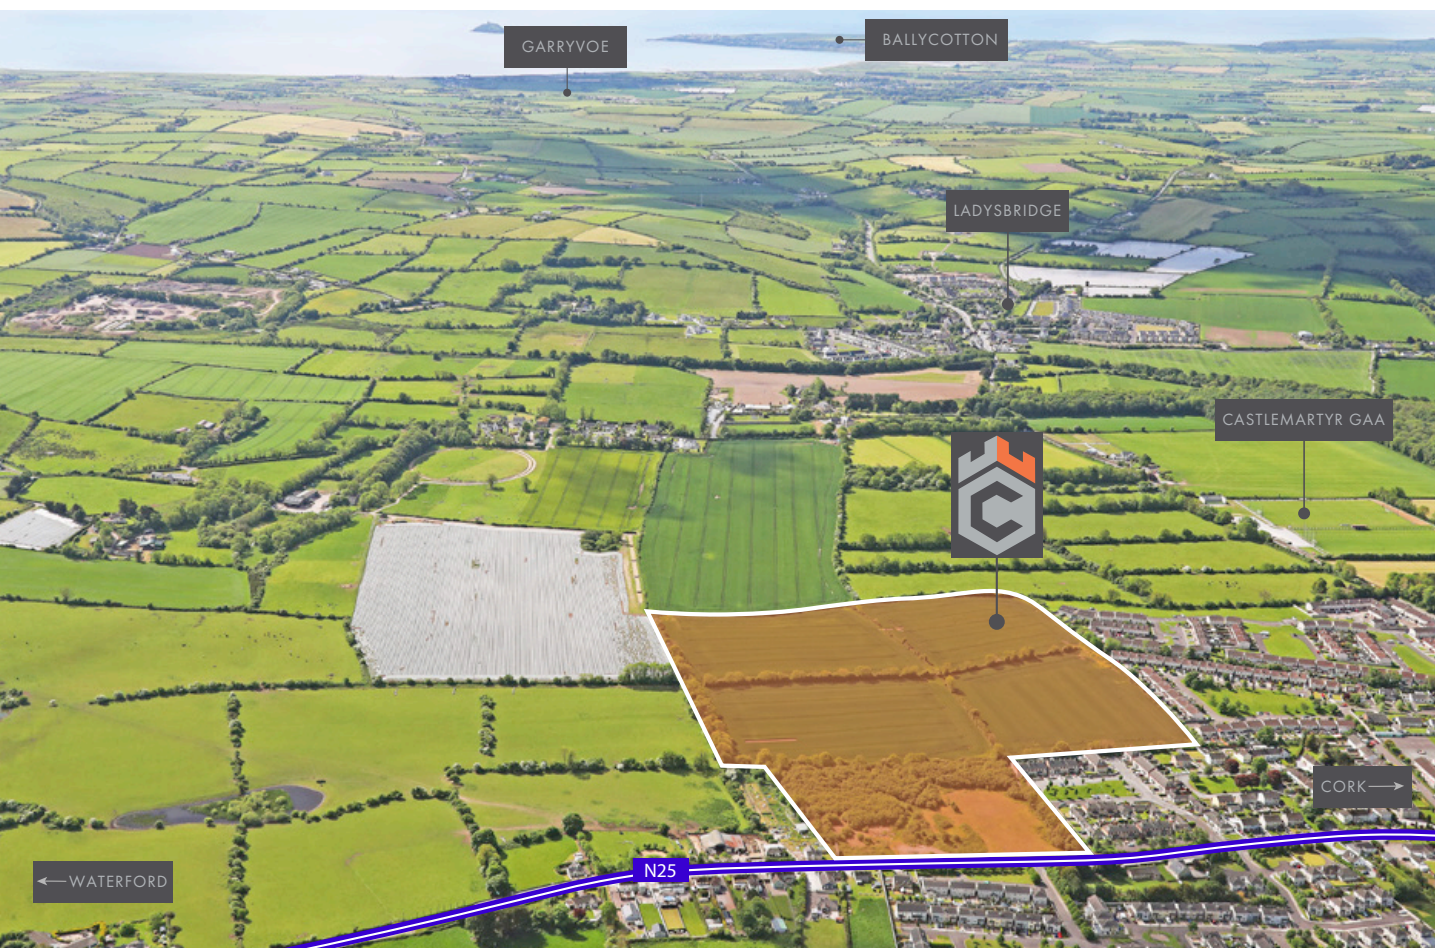 GARRYVOE
BALLYCOTTON
LADYSBRIDGE
CASTLEMARTYR GAA
CORK
N25
WATERFORD